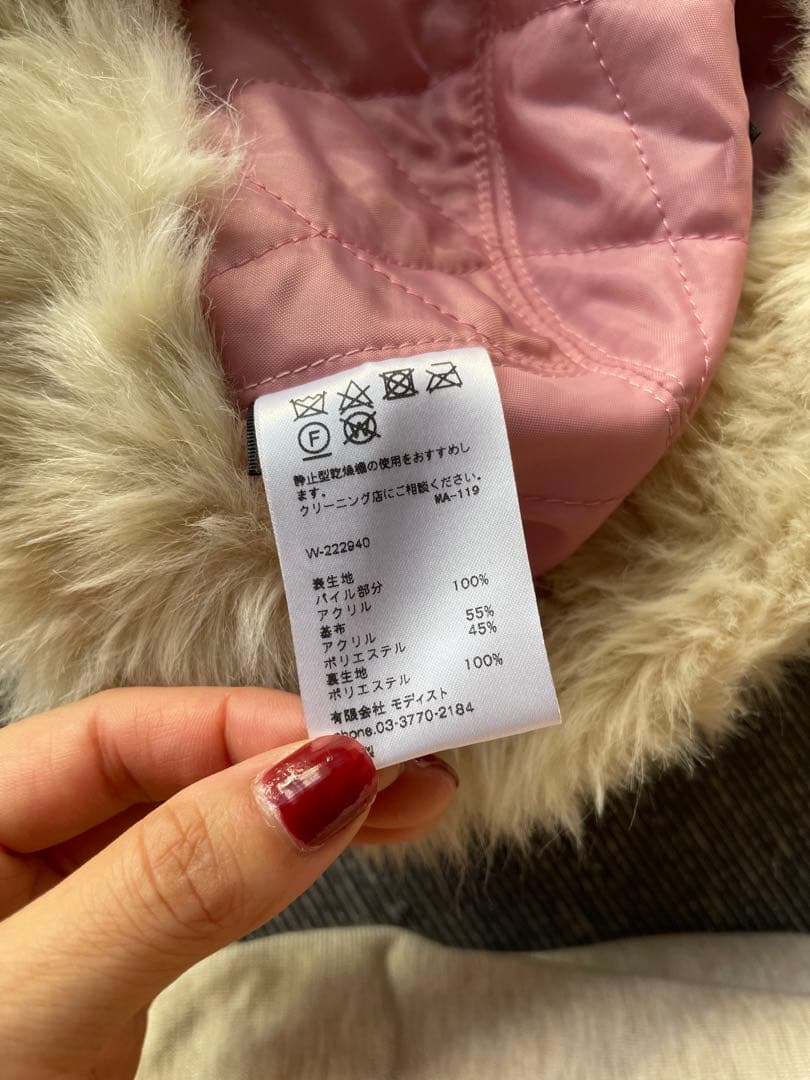 F W
静止型乾燥機の使用をおすすめし
ます。
クリーニング店にご相談ください。
MA-119
W-222940
表生地
パイル部分
アクリル 100%
基布
アクリル 55%
ポリエステル 45%
裏生地
ポリエステル 100%
有限会社 モディスト
phone.03-3770-2184
製